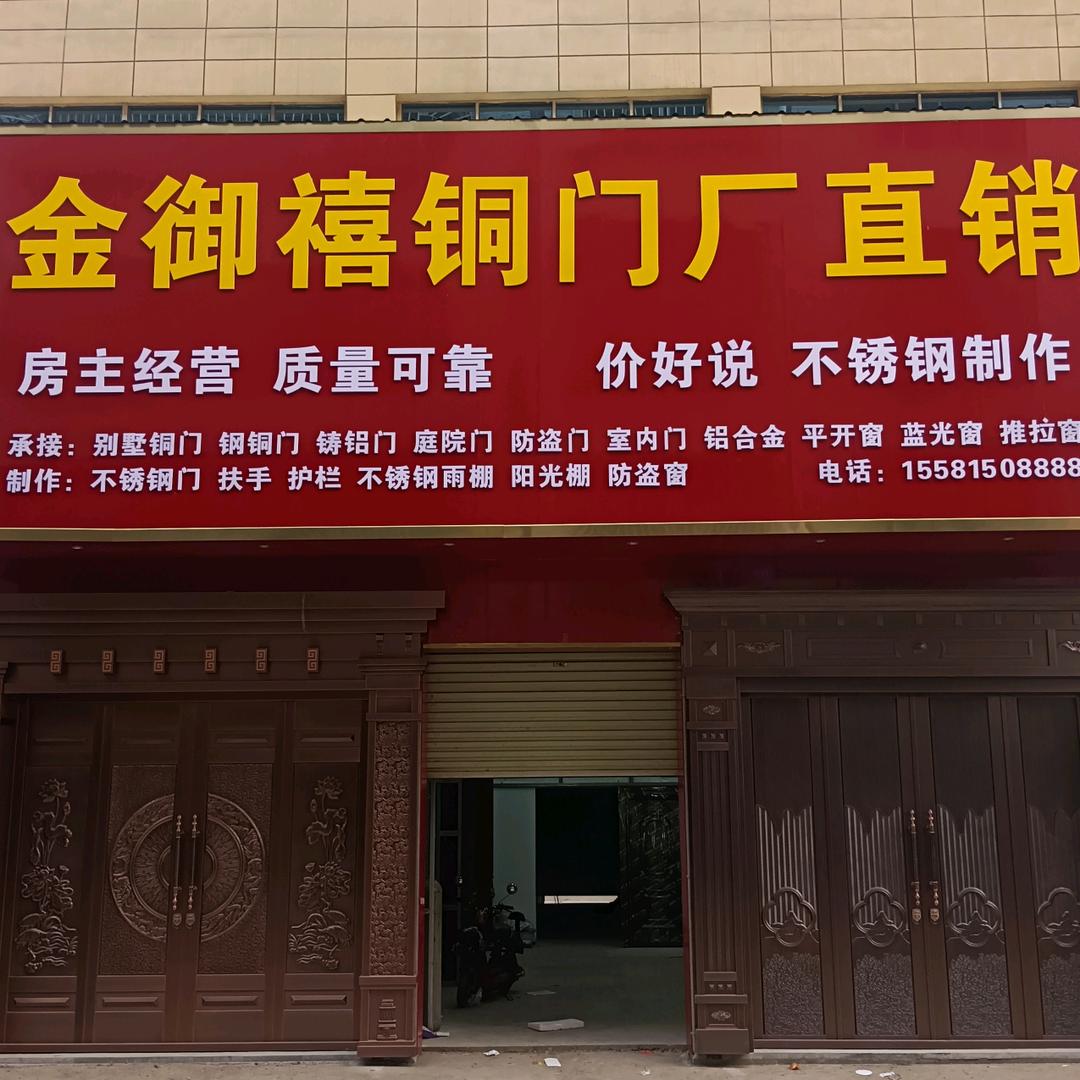 金御禧铜门厂直销
房主经营 质量可靠 价好说 不锈钢制作
承接：别墅铜门 钢铜门 铸铝门 庭院门 防盗门 室内门 铝合金 平开窗 蓝光窗 推拉窗
制作：不锈钢门 扶手 护栏 不锈钢雨棚 阳光棚 防盗窗 电话：15581508888